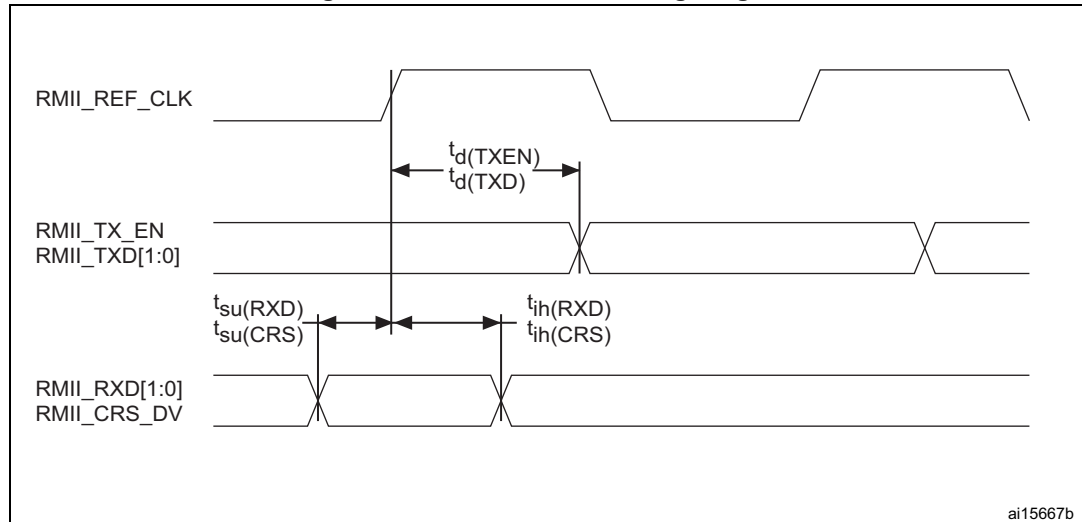 RMII_REF_CLK
td(TXEN)
td(TXD)
RMII_TX_EN
RMII_TXD[1:0]
tsu(RXD)
tsu(CRS)
tih(RXD)
tih(CRS)
RMII_RXD[1:0]
RMII_CRS_DV
ai15667b